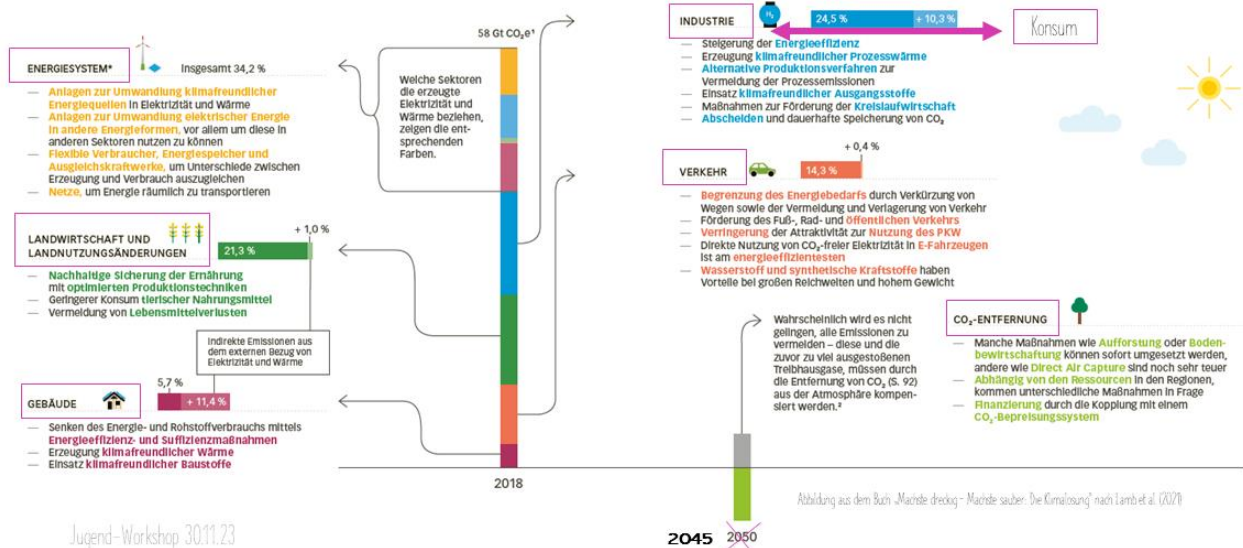 ENERGIESYSTEM*
Insgesamt 34,2 %
— Anlagen zur Umwandlung klimafreundlicher
Energiequellen in Elektrizität und Wärme
— Anlagen zur Umwandlung elektrischer Energie
in andere Energieformen, vor allem um diese in
anderen Sektoren nutzen zu können
— Flexible Verbraucher, Energiespeicher und
Ausgleichskraftwerke, um Unterschiede zwischen
Erzeugung und Verbrauch auszugleichen
— Netze, um Energie räumlich zu transportieren
LANDWIRTSCHAFT UND
LANDNUTZUNGSÄNDERUNGEN
21,3 %
+ 1,0 %
— Nachhaltige Sicherung der Ernährung
mit optimierten Produktionstechniken
— Geringerer Konsum tierischer Nahrungsmittel
— Vermeidung von Lebensmittelverlusten
Indirekte Emissionen aus
dem externen Bezug von
Elektrizität und Wärme
GEBÄUDE
5,7 %
+ 11,4 %
— Senken des Energie- und Rohstoffverbrauchs mittels
Energieeffizienz- und Suffizienzmaßnahmen
— Erzeugung klimafreundlicher Wärme
— Einsatz klimafreundlicher Baustoffe
58 Gt CO₂e¹
Welche Sektoren
die erzeugte
Elektrizität und
Wärme beziehen,
zeigen die ent-
sprechenden
Farben.
2018
INDUSTRIE
H₂
24,5 %
+ 10,3 %
Konsum
— Steigerung der Energieeffizienz
— Erzeugung klimafreundlicher Prozesswärme
— Alternative Produktionsverfahren zur
Vermeidung der Prozessemissionen
— Einsatz klimafreundlicher Ausgangsstoffe
— Maßnahmen zur Förderung der Kreislaufwirtschaft
— Abscheiden und dauerhafte Speicherung von CO₂
VERKEHR
14,3 %
+ 0,4 %
— Begrenzung des Energiebedarfs durch Verkürzung von
Wegen sowie der Vermeidung und Verlagerung von Verkehr
— Förderung des Fuß-, Rad- und öffentlichen Verkehrs
— Verringerung der Attraktivität zur Nutzung des PKW
— Direkte Nutzung von CO₂-freier Elektrizität in E-Fahrzeugen
ist am energieeffizientesten
— Wasserstoff und synthetische Kraftstoffe haben
Vorteile bei großen Reichweiten und hohem Gewicht
Wahrscheinlich wird es nicht
gelingen, alle Emissionen zu
vermeiden – diese und die
zuvor zu viel ausgestoßenen
Treibhausgase, müssen durch
die Entfernung von CO₂ (S. 92)
aus der Atmosphäre kompen-
siert werden.²
CO₂-ENTFERNUNG
— Manche Maßnahmen wie Aufforstung oder Boden-
bewirtschaftung können sofort umgesetzt werden,
andere wie Direct Air Capture sind noch sehr teuer
— Abhängig von den Ressourcen in den Regionen,
kommen unterschiedliche Maßnahmen in Frage
— Finanzierung durch die Kopplung mit einem
CO₂-Bepreisungssystem
Abbildung aus dem Buch „Machste dreckig – Machste sauber: Die Klimalösung" nach Lamb et al. (2021)
Jugend-Workshop 30.11.23
2045 2050